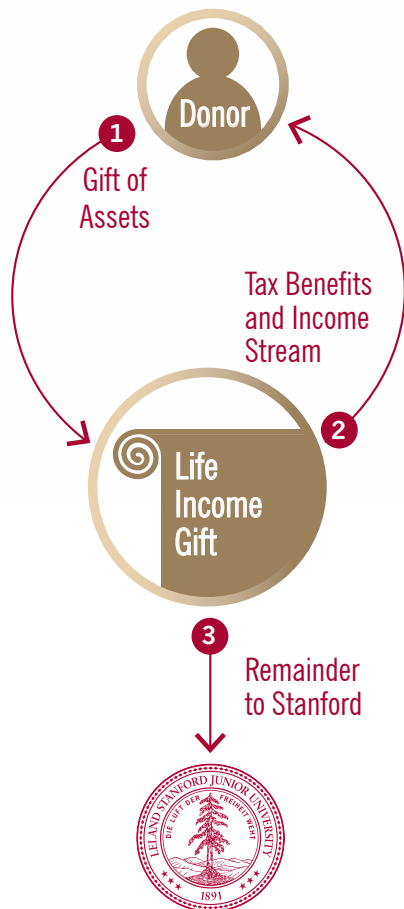 Donor
1
Gift of
Assets
Tax Benefits
and Income
Stream
2
Life
Income
Gift
3
Remainder
to Stanford
LELAND STANFORD JUNIOR UNIVERSITY
DIE LUFT DER FREIHEIT WEHT
1891